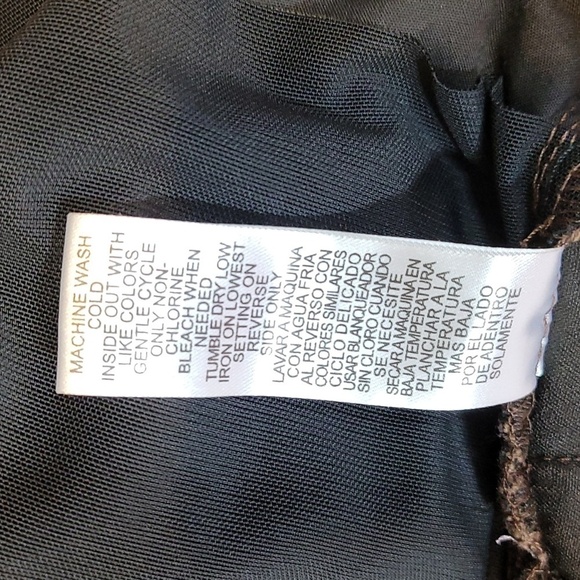 MACHINE WASH
COLD
INSIDE OUT WITH
LIKE COLORS
GENTLE CYCLE
ONLY NON-
CHLORINE
BLEACH WHEN
NEEDED
TUMBLE DRY LOW
IRON ON LOWEST
SETTING ON
REVERSE
SIDE ONLY
LAVAR A MAQUINA
CON AGUA FRIA
AL REVERSO CON
COLORES SIMILARES
CICLO DELICADO
USAR BLANQUEADOR
SIN CLORO CUANDO
SE NECESITE
SECAR A MAQUINA EN
BAJA TEMPERATURA
PLANCHAR A LA
TEMPERATURA
MAS BAJA
POR EL LADO
DE ADENTRO
SOLAMENTE